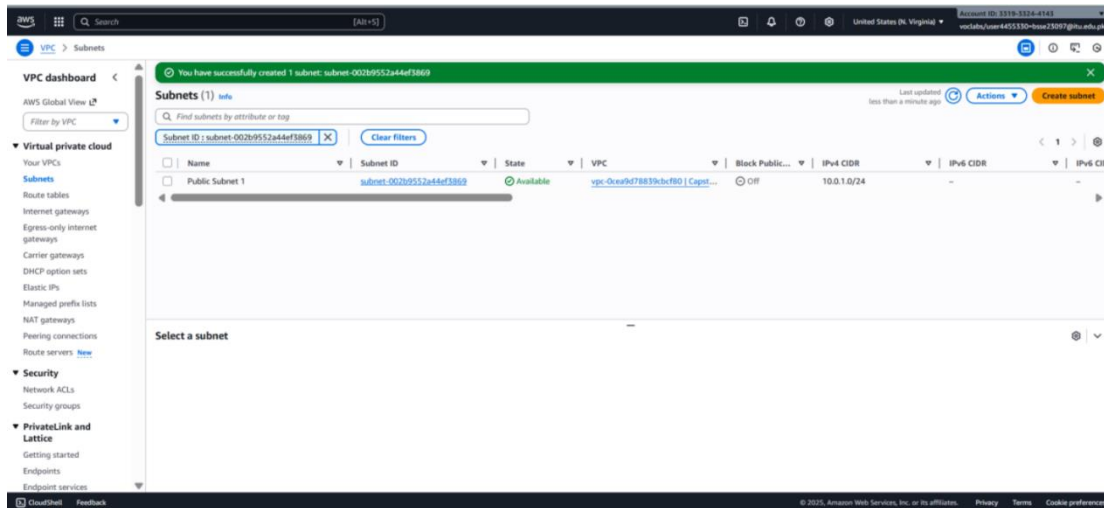 aws
Search [Alt+S]
United States (N. Virginia)
Account ID: 3319-3324-4143
voclabs/user4455330=bsse23097@itu.edu.pk
VPC > Subnets
VPC dashboard
AWS Global View
Filter by VPC
Virtual private cloud
Your VPCs
Subnets
Route tables
Internet gateways
Egress-only internet
gateways
Carrier gateways
DHCP option sets
Elastic IPs
Managed prefix lists
NAT gateways
Peering connections
Route servers New
Security
Network ACLs
Security groups
PrivateLink and
Lattice
Getting started
Endpoints
Endpoint services
You have successfully created 1 subnet: subnet-002b9552a44ef3869
Subnets (1) Info
Last updated
less than a minute ago
Actions
Create subnet
Find subnets by attribute or tag
Subnet ID : subnet-002b9552a44ef3869
Clear filters
1
Name Subnet ID State VPC Block Public... IPv4 CIDR IPv6 CIDR IPv6 CI
Public Subnet 1 subnet-002b9552a44ef3869 Available vpc-0cea9d78839cbcf80 | Capst... Off 10.0.1.0/24 – –
Select a subnet
CloudShell Feedback
© 2025, Amazon Web Services, Inc. or its affiliates. Privacy Terms Cookie preferences